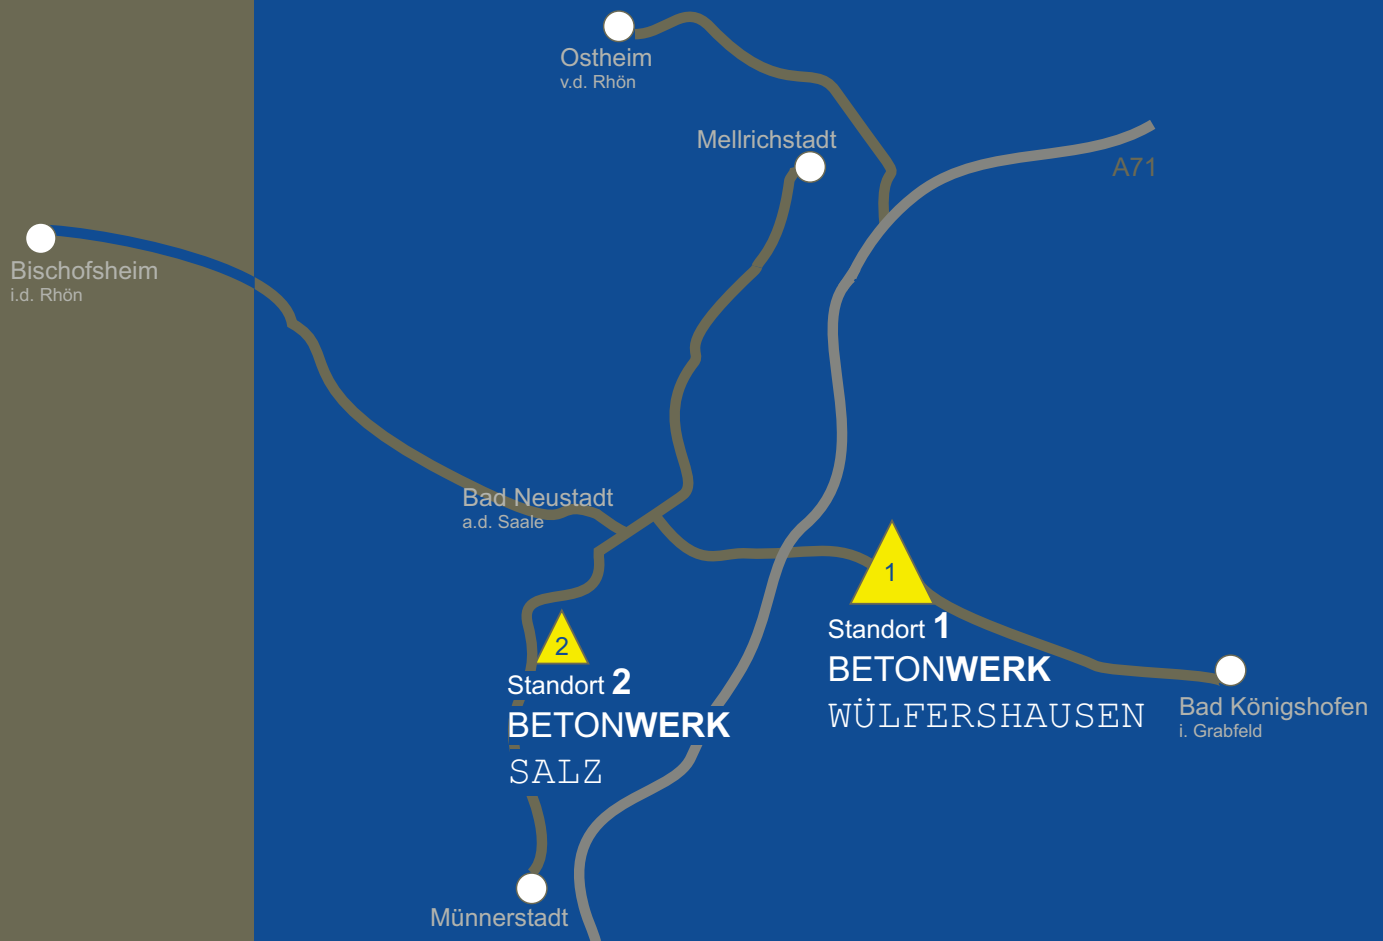 Ostheim
v.d. Rhön
Mellrichstadt
A71
Bischofsheim
i.d. Rhön
Bad Neustadt
a.d. Saale
1
Standort 1
BETONWERK
WÜLFERSHAUSEN
2
Standort 2
BETONWERK
SALZ
Bad Königshofen
i. Grabfeld
Münnerstadt